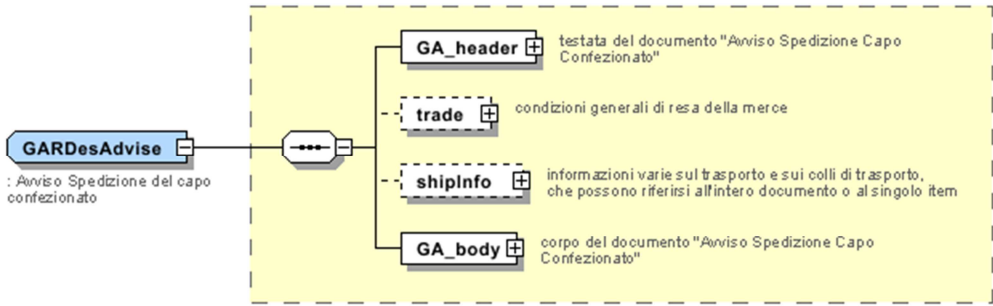 GA_header
testata del documento "Avviso Spedizione Capo
Confezionato"
trade
condizioni generali di resa della merce
GARDesAdvise
: Avviso Spedizione del capo
confezionato
shipInfo
informazioni varie sul trasporto e sui colli di trasporto,
che possono riferirsi all'intero documento o al singolo item
GA_body
corpo del documento "Avviso Spedizione Capo
Confezionato"